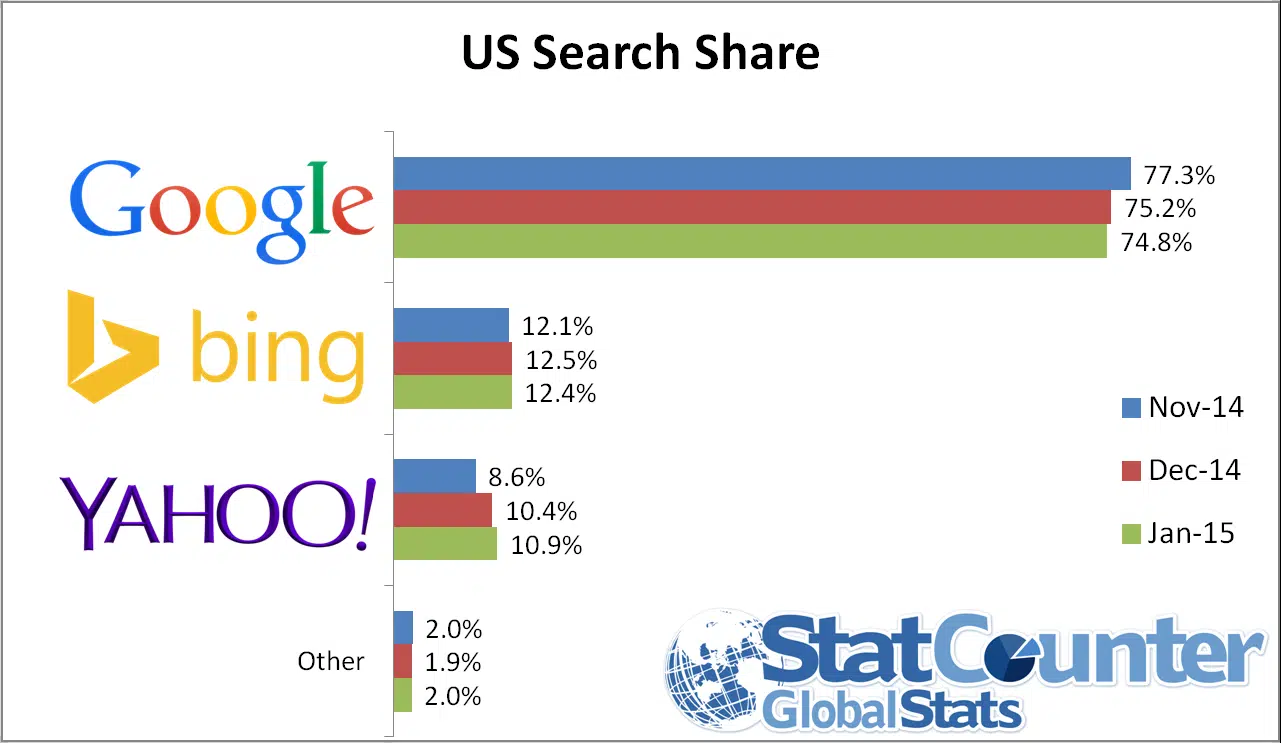 US Search Share
Google
77.3%
75.2%
74.8%
bing
12.1%
12.5%
12.4%
YAHOO!
8.6%
10.4%
10.9%
Other
2.0%
1.9%
2.0%
Nov-14
Dec-14
Jan-15
StatCounter
GlobalStats